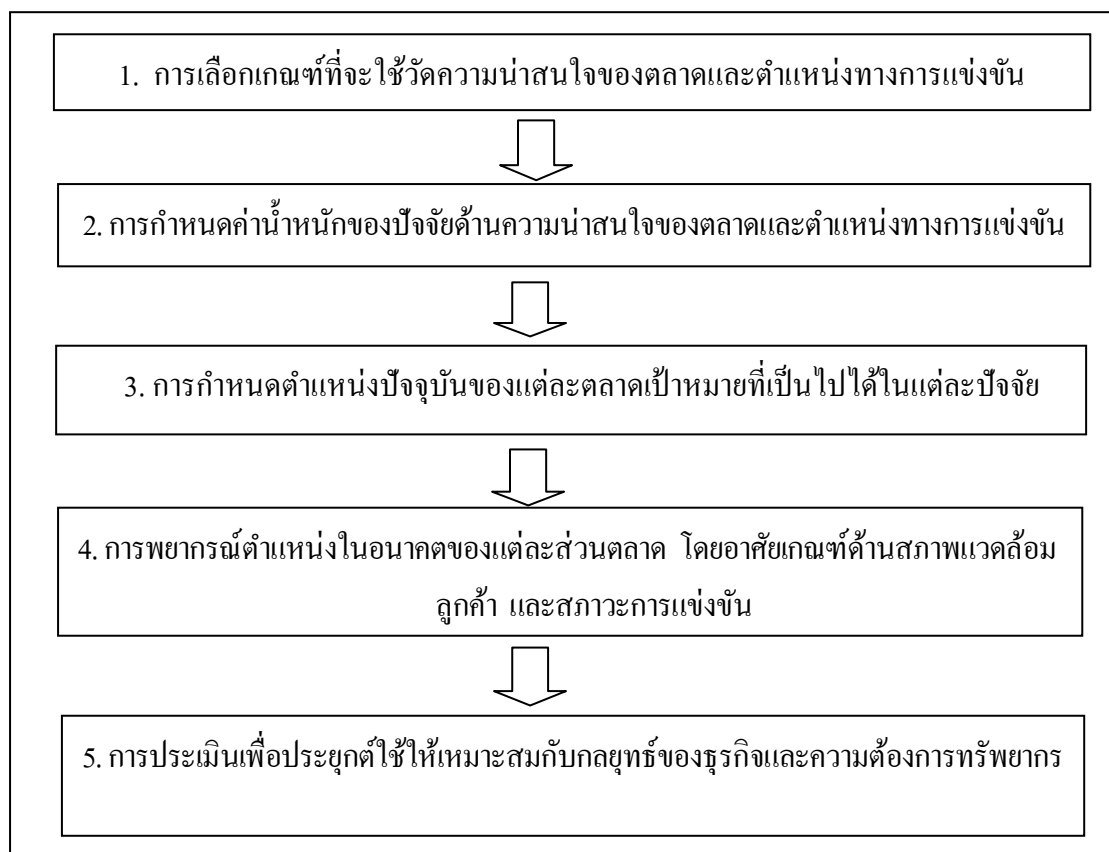 1. การเลือกเกณฑ์ที่จะใช้วัดความน่าสนใจของตลาดและตำแหน่งทางการแข่งขัน
2. การกำหนดค่าน้ำหนักของปัจจัยด้านความน่าสนใจของตลาดและตำแหน่งทางการแข่งขัน
3. การกำหนดตำแหน่งปัจจุบันของแต่ละตลาดเป้าหมายที่เป็นไปได้ในแต่ละปัจจัย
4. การพยากรณ์ตำแหน่งในอนาคตของแต่ละส่วนตลาด โดยอาศัยเกณฑ์ด้านสภาพแวดล้อม
ลูกค้า และสภาวะการแข่งขัน
5. การประเมินเพื่อประยุกต์ใช้ให้เหมาะสมกับกลยุทธ์ของธุรกิจและความต้องการทรัพยากร